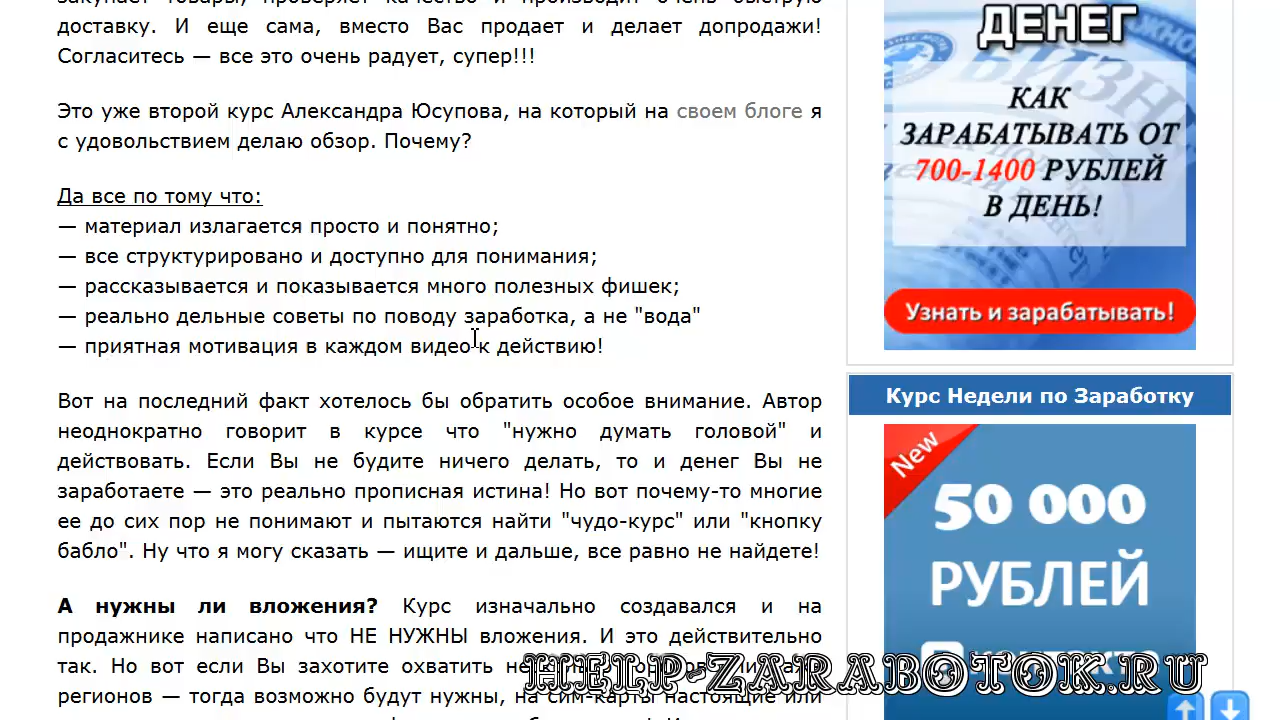 закупает товары, проверяет качество и производит очень быструю
доставку. И еще сама, вместо Вас продает и делает допродажи!
Согласитесь — все это очень радует, супер!!!
Это уже второй курс Александра Юсупова, на который на своем блоге я
с удовольствием делаю обзор. Почему?
Да все по тому что:
— материал излагается просто и понятно;
— все структурировано и доступно для понимания;
— рассказывается и показывается много полезных фишек;
— реально дельные советы по поводу заработка, а не "вода"
— приятная мотивация в каждом видео к действию!
Вот на последний факт хотелось бы обратить особое внимание. Автор
неоднократно говорит в курсе что "нужно думать головой" и
действовать. Если Вы не будите ничего делать, то и денег Вы не
заработаете — это реально прописная истина! Но вот почему-то многие
ее до сих пор не понимают и пытаются найти "чудо-курс" или "кнопку
бабло". Ну что я могу сказать — ищите и дальше, все равно не найдете!
А нужны ли вложения? Курс изначально создавался и на
продажнике написано что НЕ НУЖНЫ вложения. И это действительно
так. Но вот если Вы захотите охватить
регионов — тогда возможно будут нужны, на сим-карты настоящие или
ДЕНЕГ
БИЗН
КАК
ЗАРАБАТЫВАТЬ ОТ
700-1400 РУБЛЕЙ
В ДЕНЬ!
Узнать и зарабатывать!
Курс Недели по Заработку
New
50 000
РУБЛЕЙ
HELP-ZARABOTOK.RU